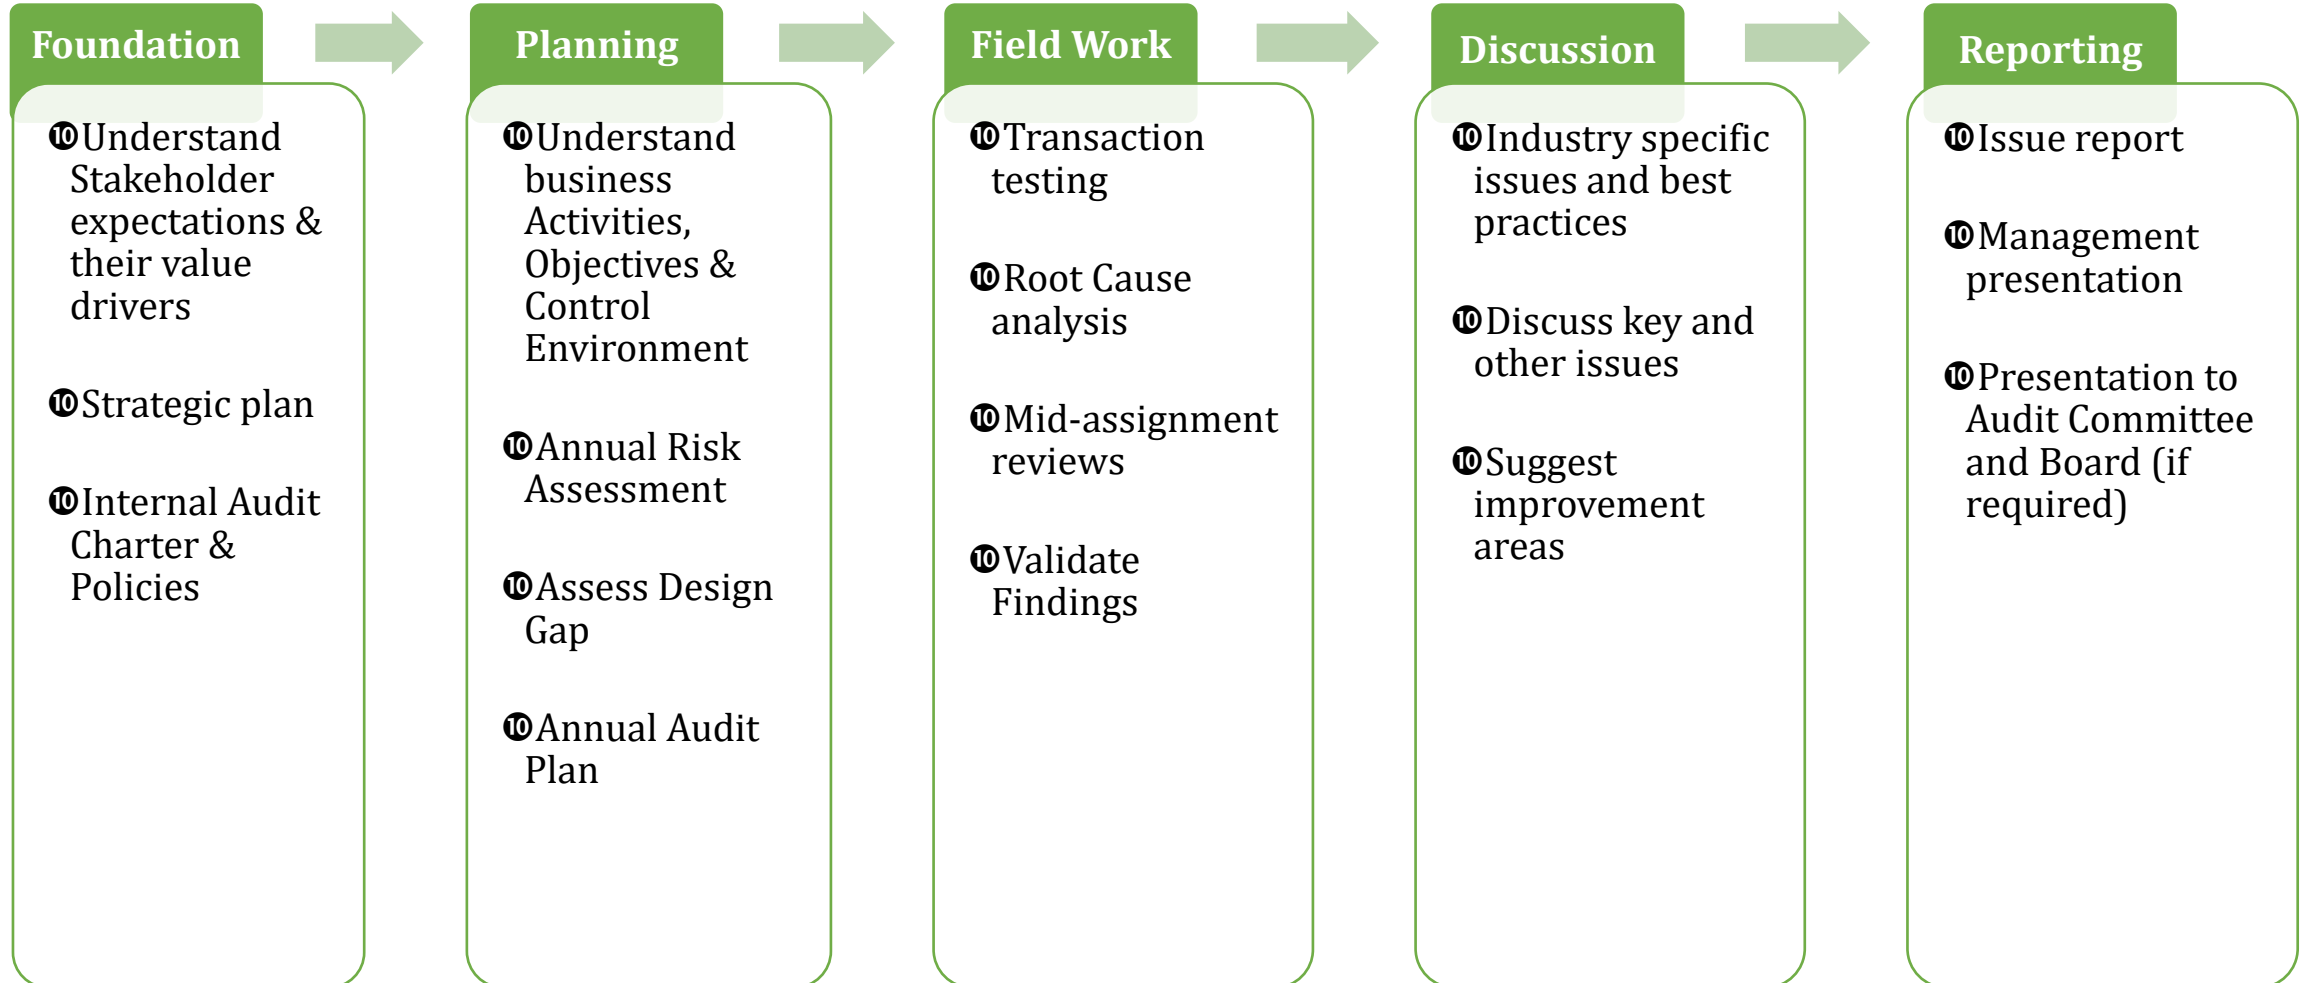 Foundation
❿Understand
Stakeholder
expectations &
their value
drivers
❿Strategic plan
❿Internal Audit
Charter &
Policies
Planning
❿Understand
business
Activities,
Objectives &
Control
Environment
❿Annual Risk
Assessment
❿Assess Design
Gap
❿Annual Audit
Plan
Field Work
❿Transaction
testing
❿Root Cause
analysis
❿Mid-assignment
reviews
❿Validate
Findings
Discussion
❿Industry specific
issues and best
practices
❿Discuss key and
other issues
❿Suggest
improvement
areas
Reporting
❿Issue report
❿Management
presentation
❿Presentation to
Audit Committee
and Board (if
required)